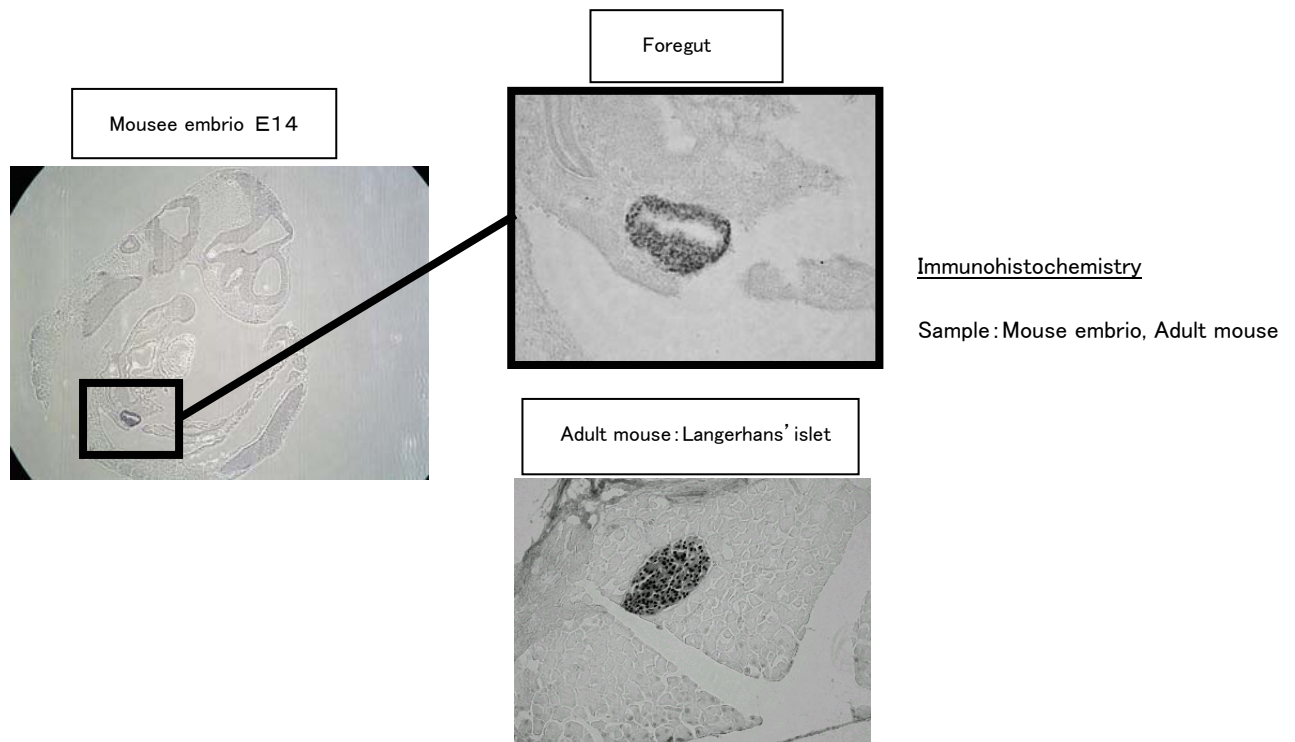 Foregut
Mousee embrio E14
Immunohistochemistry
Sample:Mouse embrio, Adult mouse
Adult mouse:Langerhans' islet